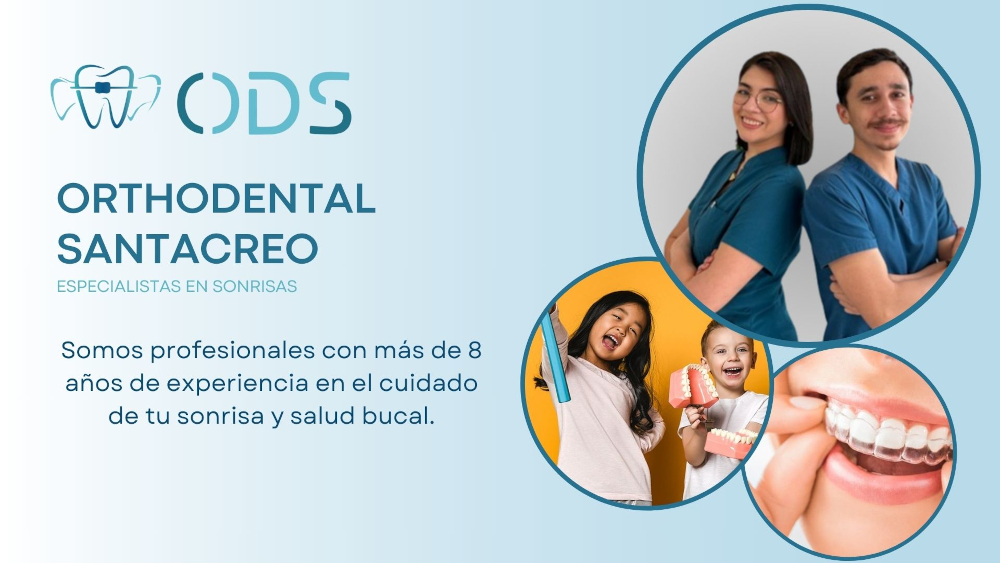 ODS
ORTHODENTAL
SANTACREO
ESPECIALISTAS EN SONRISAS
Somos profesionales con más de 8
años de experiencia en el cuidado
de tu sonrisa y salud bucal.